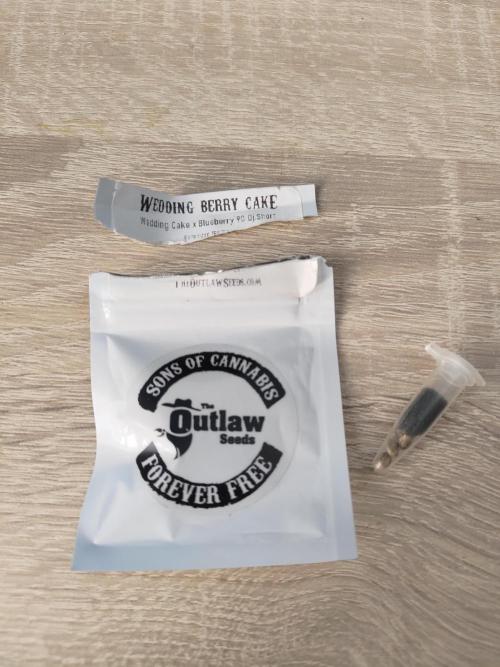 WEDDING BERRY CAKE
Wedding Cake x Blueberry 90 Dj Short
THEOUTLAWSEEDS.COM
SONS OF CANNABIS
The
Outlaw
Seeds
FOREVER FREE